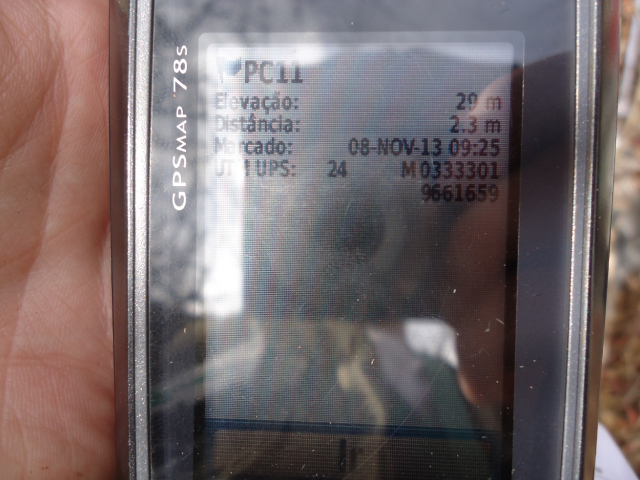 GPSMAP 78s
PC11
Elevação: 29 m
Distância: 2.3 m
Marcado: 08-NOV-13 09:25
UTM UPS: 24 M 0333301
9661659